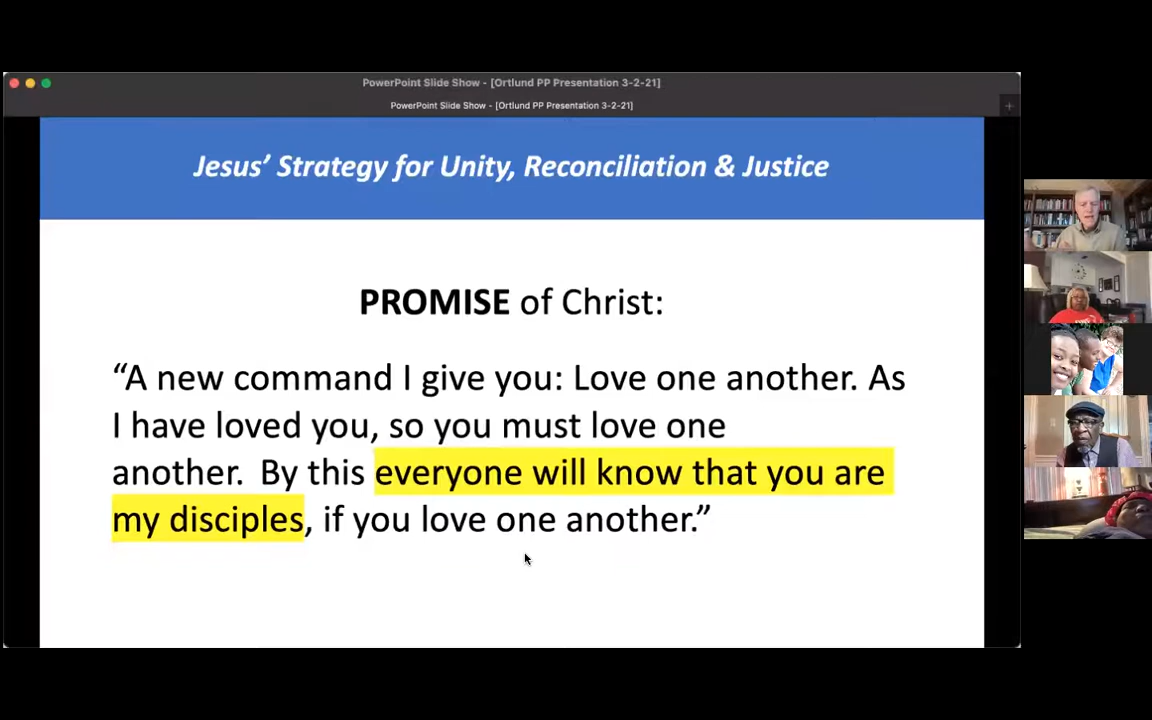 PowerPoint Slide Show - [Ortlund PP Presentation 3-2-21]
PowerPoint Slide Show - [Ortlund PP Presentation 3-2-21]
Jesus’ Strategy for Unity, Reconciliation & Justice
PROMISE of Christ:
“A new command I give you: Love one another. As
I have loved you, so you must love one
another. By this everyone will know that you are
my disciples, if you love one another.”